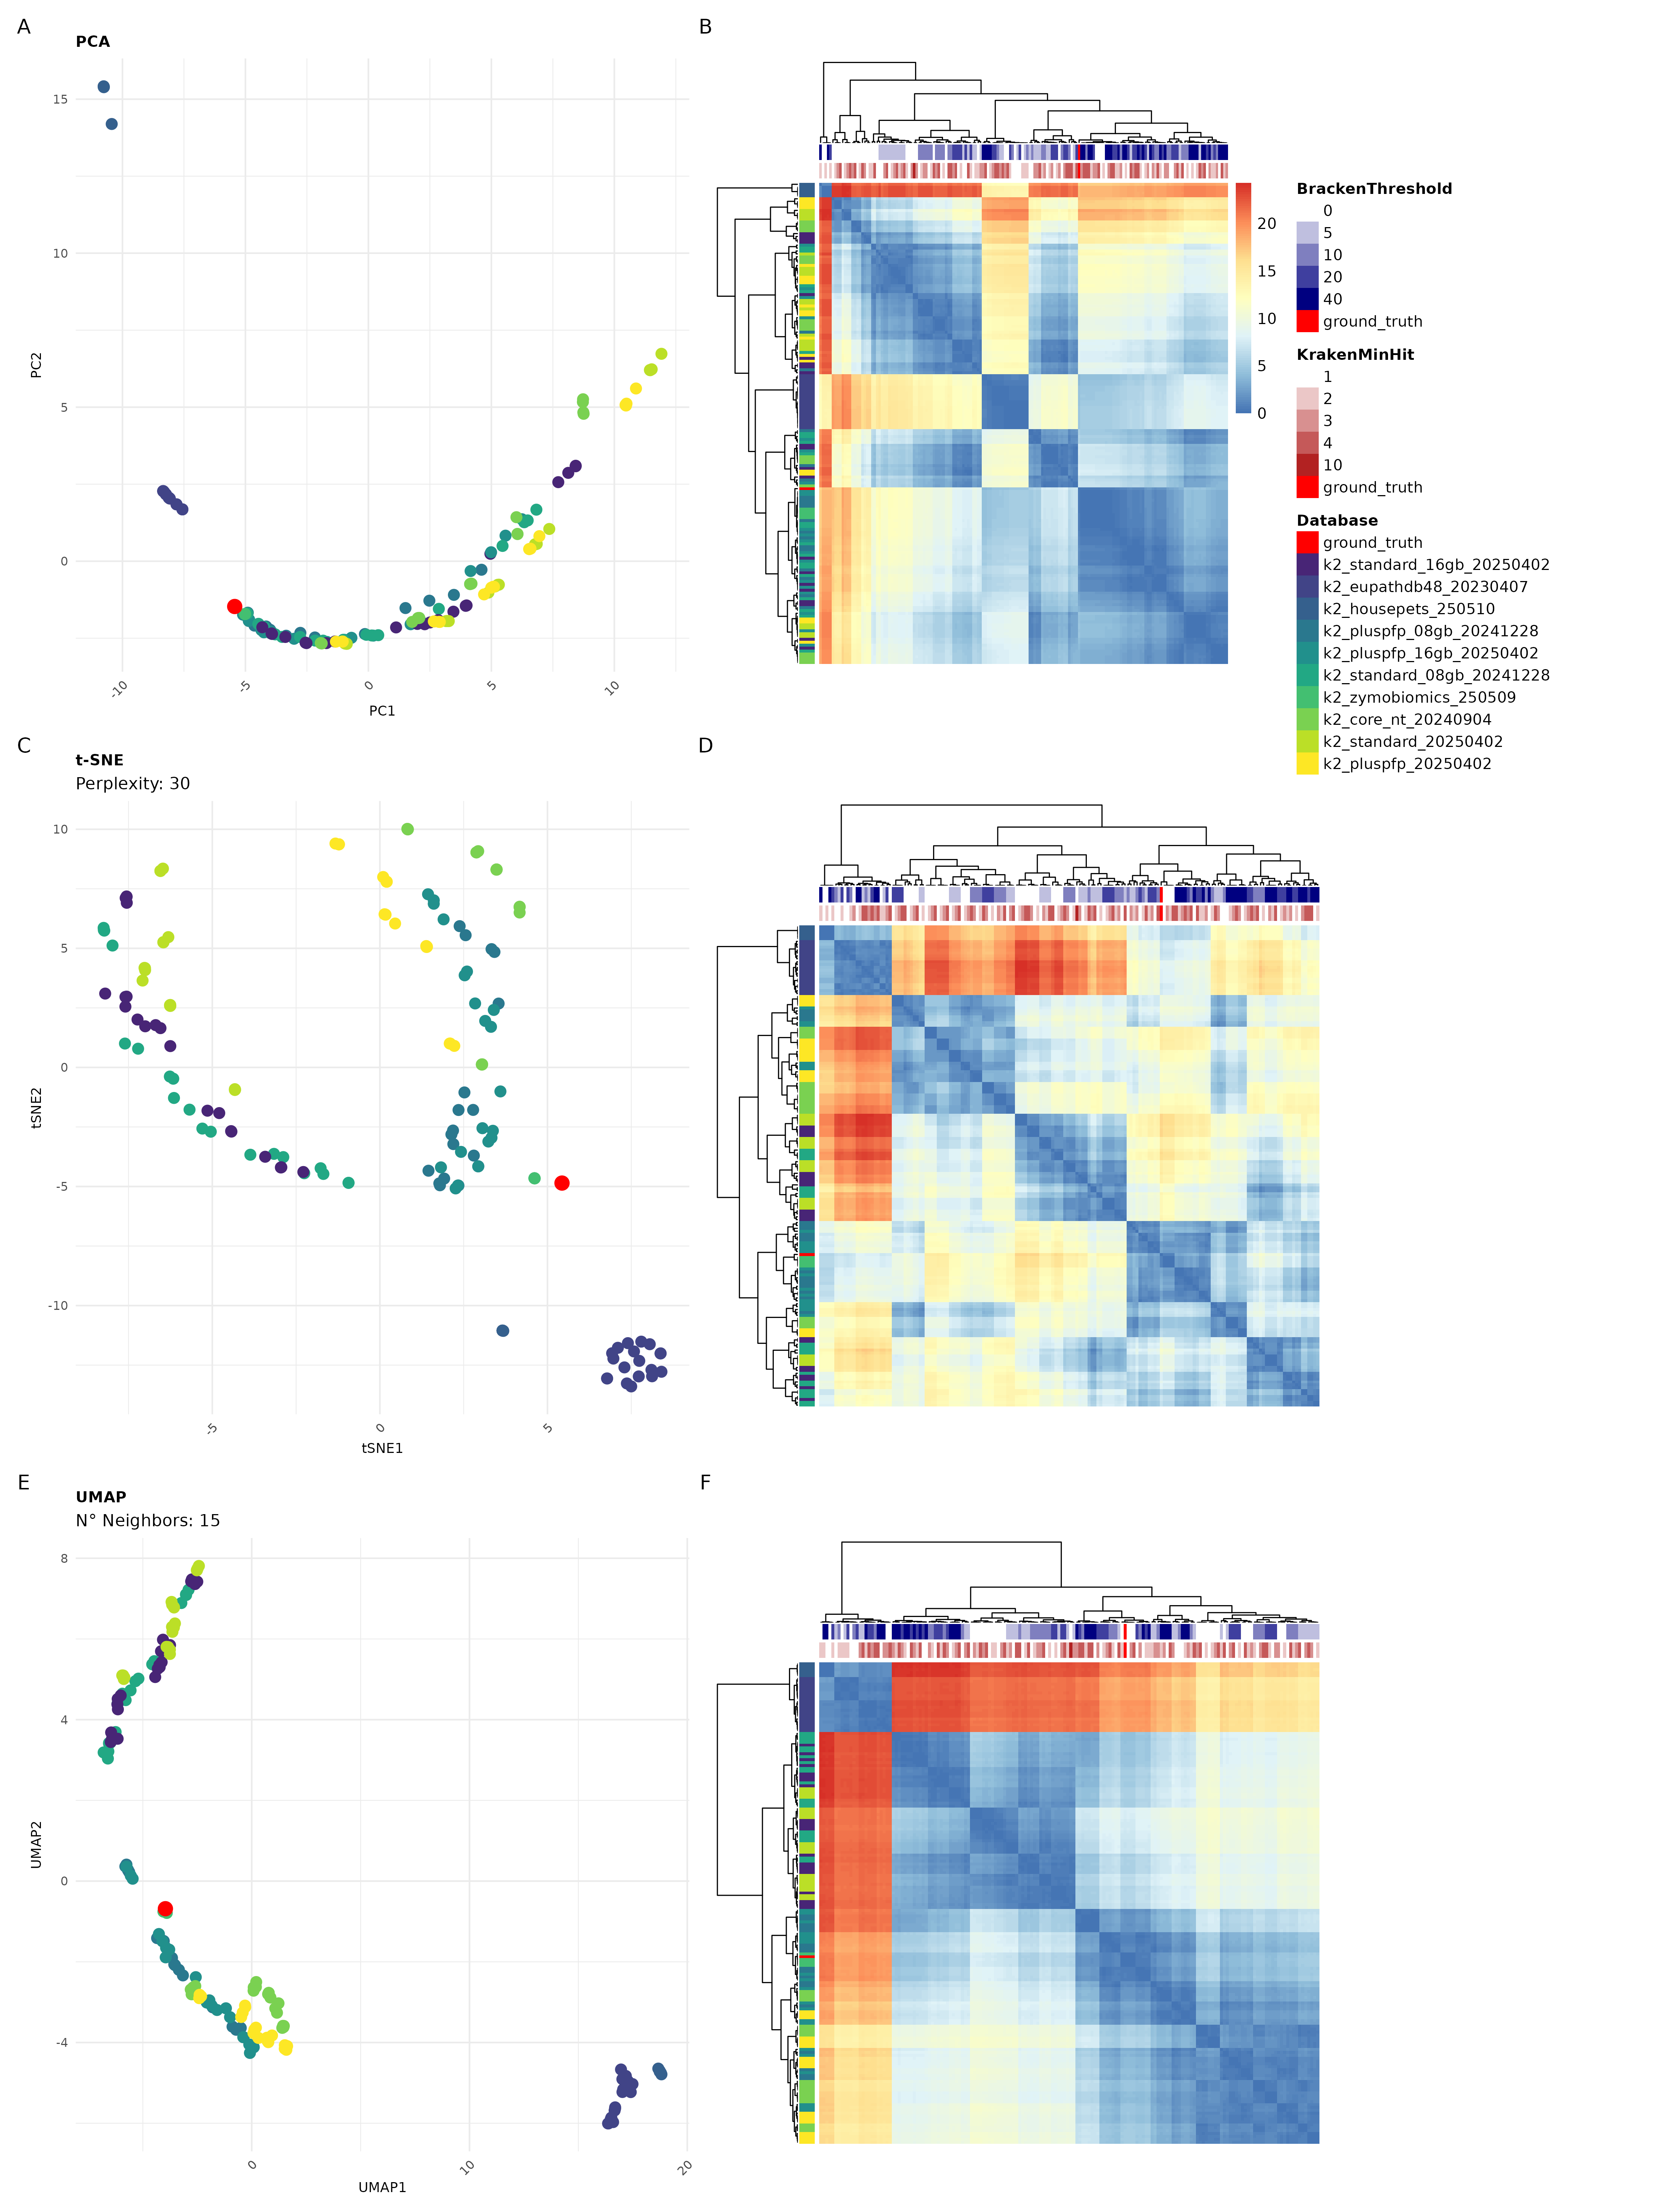 A
PCA
15
10
5
0
PC2
-10
-5
0
5
10
PC1
B
20
15
10
5
0
BrackenThreshold
0
5
10
20
40
ground_truth
KrakenMinHit
1
2
3
4
10
ground_truth
Database
ground_truth
k2_standard_16gb_20250402
k2_eupathdb48_20230407
k2_housepets_250510
k2_pluspfp_08gb_20241228
k2_pluspfp_16gb_20250402
k2_standard_08gb_20241228
k2_zymobiomics_250509
k2_core_nt_20240904
k2_standard_20250402
k2_pluspfp_20250402
C
t-SNE
Perplexity: 30
10
5
0
-5
-10
tSNE2
-5
0
5
tSNE1
D
E
UMAP
N° Neighbors: 15
8
4
0
-4
UMAP2
0
10
20
UMAP1
F